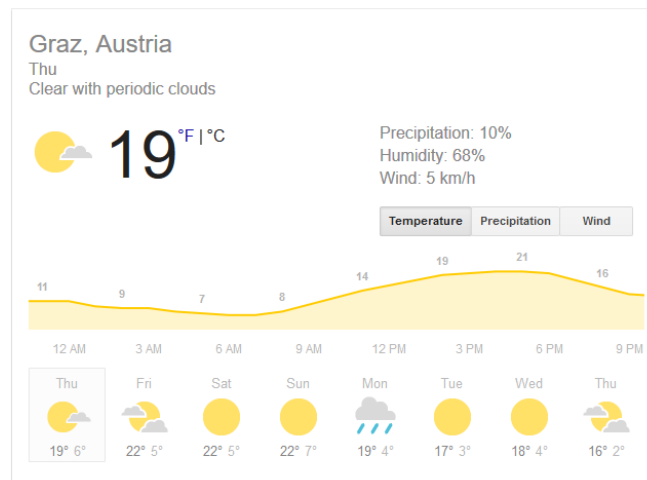 Graz, Austria
Thu
Clear with periodic clouds
19 °F | °C
Precipitation: 10%
Humidity: 68%
Wind: 5 km/h
Temperature Precipitation Wind
11 9 7 8 14 19 21 16
12 AM 3 AM 6 AM 9 AM 12 PM 3 PM 6 PM 9 PM
Thu Fri Sat Sun Mon Tue Wed Thu
19° 6° 22° 5° 22° 5° 22° 7° 19° 4° 17° 3° 18° 4° 16° 2°